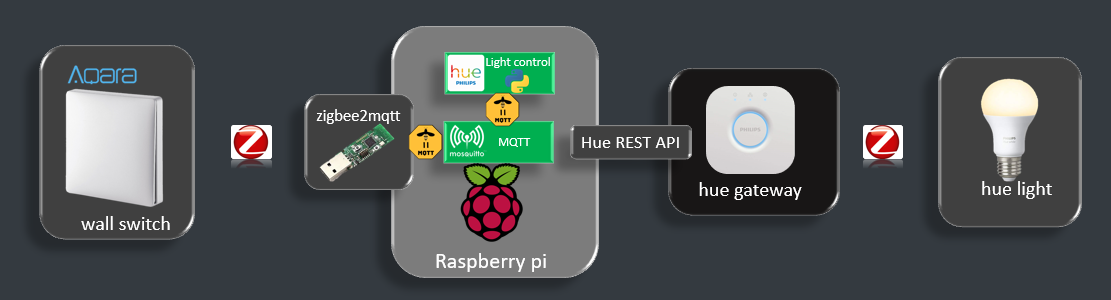 Aqara
wall switch
Z
zigbee2mqtt
MQTT
hue
PHILIPS
Light control
MQTT
mosquitto
MQTT
Raspberry pi
Hue REST API
PHILIPS
hue gateway
Z
hue light